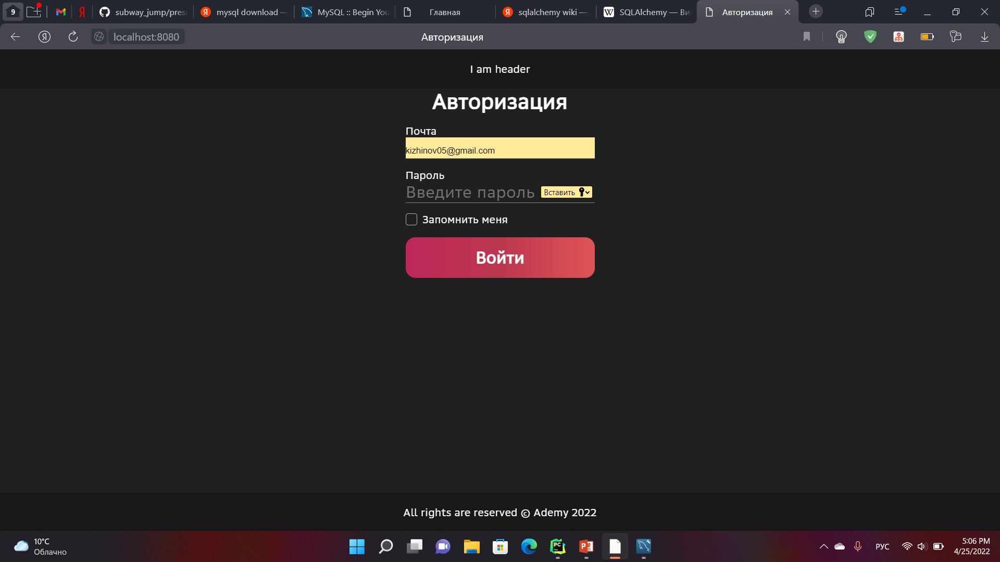 9
subway_jump/prese
mysql download —
MySQL :: Begin You
Главная
sqlalchemy wiki —
SQLAlchemy — Ви
Авторизация
localhost:8080
Авторизация
I am header
Авторизация
Почта
kizhinov05@gmail.com
Пароль
Введите пароль
Вставить
Запомнить меня
Войти
All rights are reserved © Ademy 2022
10°C
Облачно
РУС
5:06 PM
4/25/2022